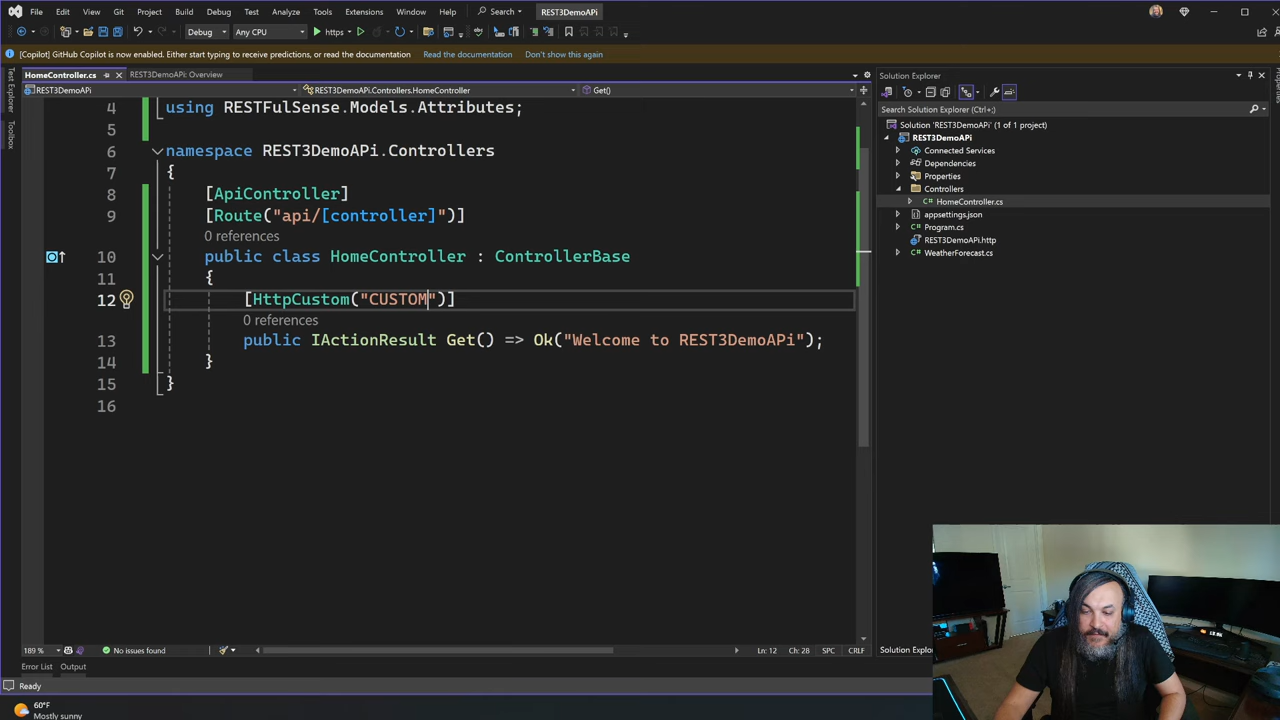 File Edit View Git Project Build Debug Test Analyze Tools Extensions Window Help Search REST3DemoAPi
Debug Any CPU https
[Copilot] GitHub Copilot is now enabled. Either start typing to receive predictions, or read the documentation Read the documentation Don't show this again
Test Explorer
Toolbox
HomeController.cs REST3DemoAPi: Overview
REST3DemoAPi REST3DemoAPi.Controllers.HomeController Get()
4 using RESTFulSense.Models.Attributes;
5
6 namespace REST3DemoAPi.Controllers
7 {
8 [ApiController]
9 [Route("api/[controller]")]
0 references
10 public class HomeController : ControllerBase
11 {
12 [HttpCustom("CUSTOM")]
0 references
13 public IActionResult Get() => Ok("Welcome to REST3DemoAPi");
14 }
15 }
16
189 % No issues found Ln: 12 Ch: 28 SPC CRLF
Error List Output
Ready
60°F
Mostly sunny
Solution Explorer
Search Solution Explorer (Ctrl+;)
Solution 'REST3DemoAPi' (1 of 1 project)
REST3DemoAPi
Connected Services
Dependencies
Properties
Controllers
HomeController.cs
appsettings.json
Program.cs
REST3DemoAPi.http
WeatherForecast.cs
Solution Explor